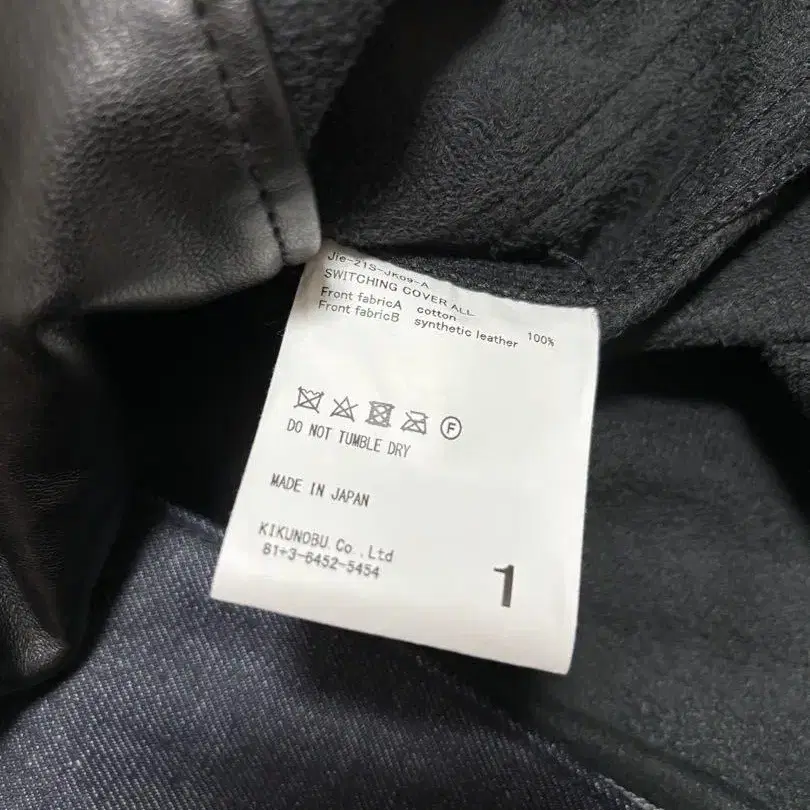 Jie-21S-JK09-A
SWITCHING COVER ALL
Front fabricA cotton 100%
Front fabricB synthetic leather
F
DO NOT TUMBLE DRY
MADE IN JAPAN
KIKUNOBU.Co.,Ltd
81+3-6452-5454
1